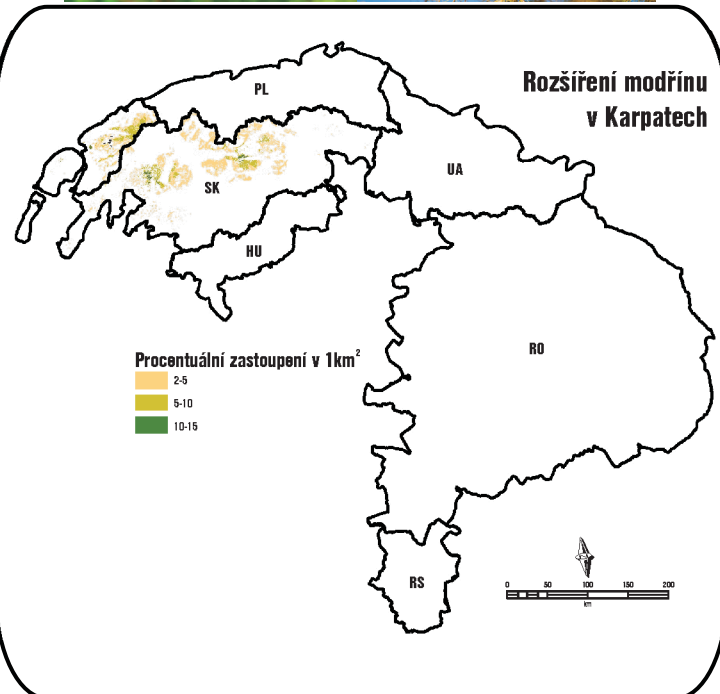 Rozšíření modřínu
v Karpatech
PL
UA
SK
HU
RO
RS
Procentuální zastoupení v 1km²
2-5
5-10
10-15
0 50 100 150 200
km